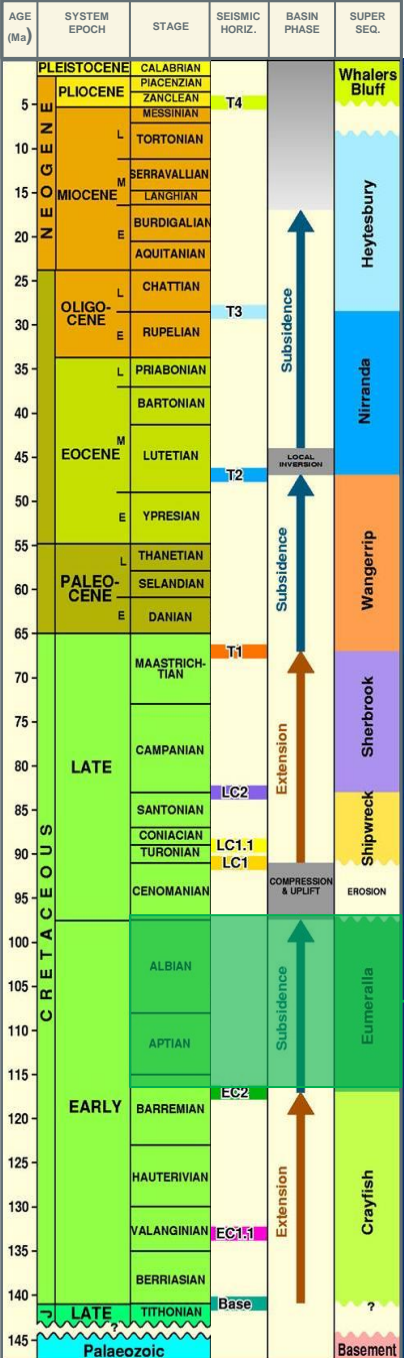 AGE
(Ma)
SYSTEM
EPOCH
STAGE
SEISMIC
HORIZ.
BASIN
PHASE
SUPER
SEQ.
5
10
15
20
25
30
35
40
45
50
55
60
65
70
75
80
85
90
95
100
105
110
115
120
125
130
135
140
145
NEOGENE
CRETACEOUS
J
PLEISTOCENE
PLIOCENE
MIOCENE
L
M
E
OLIGO-
CENE
L
E
EOCENE
L
M
E
PALEO-
CENE
L
E
LATE
EARLY
LATE
?
Palaeozoic
CALABRIAN
PIACENZIAN
ZANCLEAN
MESSINIAN
TORTONIAN
SERRAVALLIAN
LANGHIAN
BURDIGALIAN
AQUITANIAN
CHATTIAN
RUPELIAN
PRIABONIAN
BARTONIAN
LUTETIAN
YPRESIAN
THANETIAN
SELANDIAN
DANIAN
MAASTRICH-
TIAN
CAMPANIAN
SANTONIAN
CONIACIAN
TURONIAN
CENOMANIAN
ALBIAN
APTIAN
BARREMIAN
HAUTERIVIAN
VALANGINIAN
BERRIASIAN
TITHONIAN
T4
T3
T2
T1
LC2
LC1.1
LC1
EC2
EC1.1
Base
Subsidence
LOCAL
INVERSION
Subsidence
Extension
COMPRESSION
& UPLIFT
Subsidence
Extension
Whalers
Bluff
Heytesbury
Nirranda
Wangerrip
Sherbrook
Shipwreck
EROSION
Eumeralla
Crayfish
?
Basement